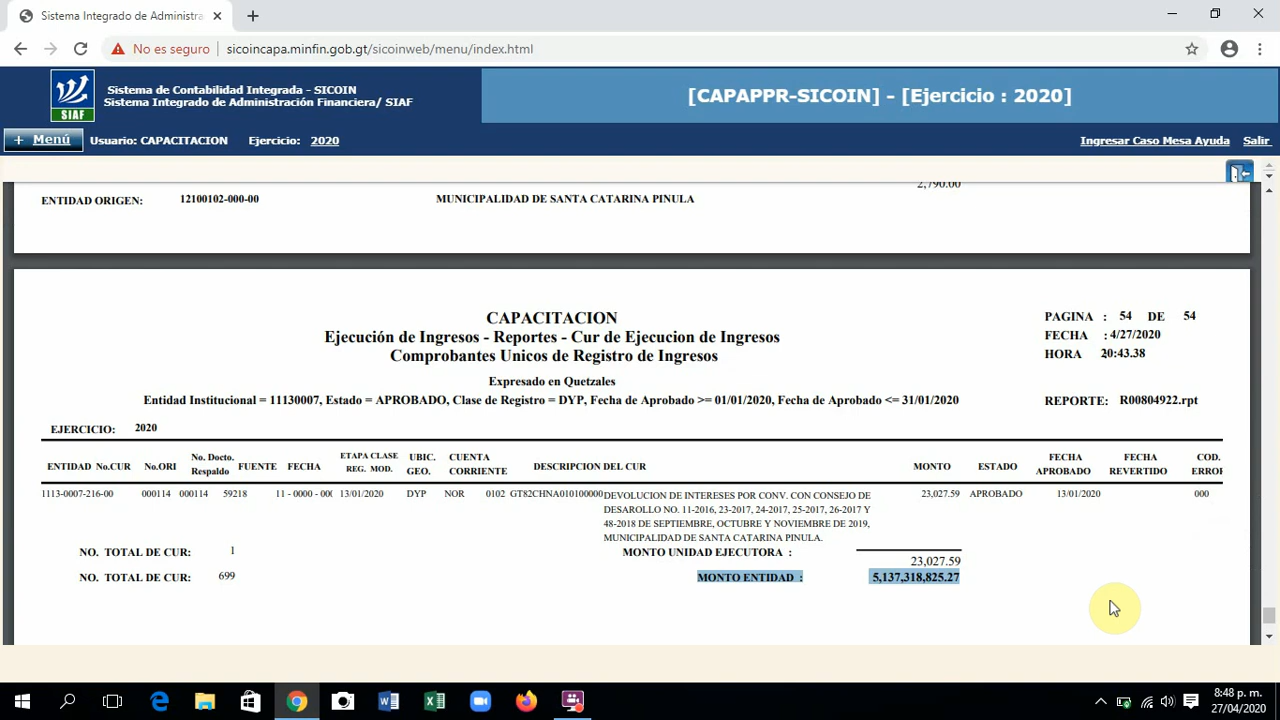 Sistema Integrado de Administra
No es seguro sicoincapa.minfin.gob.gt/sicoinweb/menu/index.html
SIAF
Sistema de Contabilidad Integrada - SICOIN
Sistema Integrado de Administración Financiera/ SIAF
[CAPAPPR-SICOIN] - [Ejercicio : 2020]
+ Menú Usuario: CAPACITACION Ejercicio: 2020 Ingresar Caso Mesa Ayuda Salir
2,790.00
ENTIDAD ORIGEN: 12100102-000-00 MUNICIPALIDAD DE SANTA CATARINA PINULA
CAPACITACION
Ejecución de Ingresos - Reportes - Cur de Ejecucion de Ingresos
Comprobantes Unicos de Registro de Ingresos
Expresado en Quetzales
Entidad Institucional = 11130007, Estado = APROBADO, Clase de Registro = DYP, Fecha de Aprobado >= 01/01/2020, Fecha de Aprobado <= 31/01/2020
PAGINA : 54 DE 54
FECHA : 4/27/2020
HORA : 20:43.38
REPORTE: R00804922.rpt
EJERCICIO: 2020
ENTIDAD No.CUR No.ORI No. Docto. Respaldo FUENTE FECHA ETAPA CLASE REG. MOD. UBIC. GEO. CUENTA CORRIENTE DESCRIPCION DEL CUR MONTO ESTADO FECHA APROBADO FECHA REVERTIDO COD. ERROR
1113-0007-216-00 000114 000114 59218 11 - 0000 - 000 13/01/2020 DYP NOR 0102 GT82CHNA010100000 DEVOLUCION DE INTERESES POR CONV. CON CONSEJO DE 23,027.59 APROBADO 13/01/2020 000
DESAROLLO NO. 11-2016, 23-2017, 24-2017, 25-2017, 26-2017 Y
48-2018 DE SEPTIEMBRE, OCTUBRE Y NOVIEMBRE DE 2019,
MUNICIPALIDAD DE SANTA CATARINA PINULA.
NO. TOTAL DE CUR: 1 MONTO UNIDAD EJECUTORA :
23,027.59
NO. TOTAL DE CUR: 699 MONTO ENTIDAD : 5,137,318,825.27
8:48 p. m.
27/04/2020